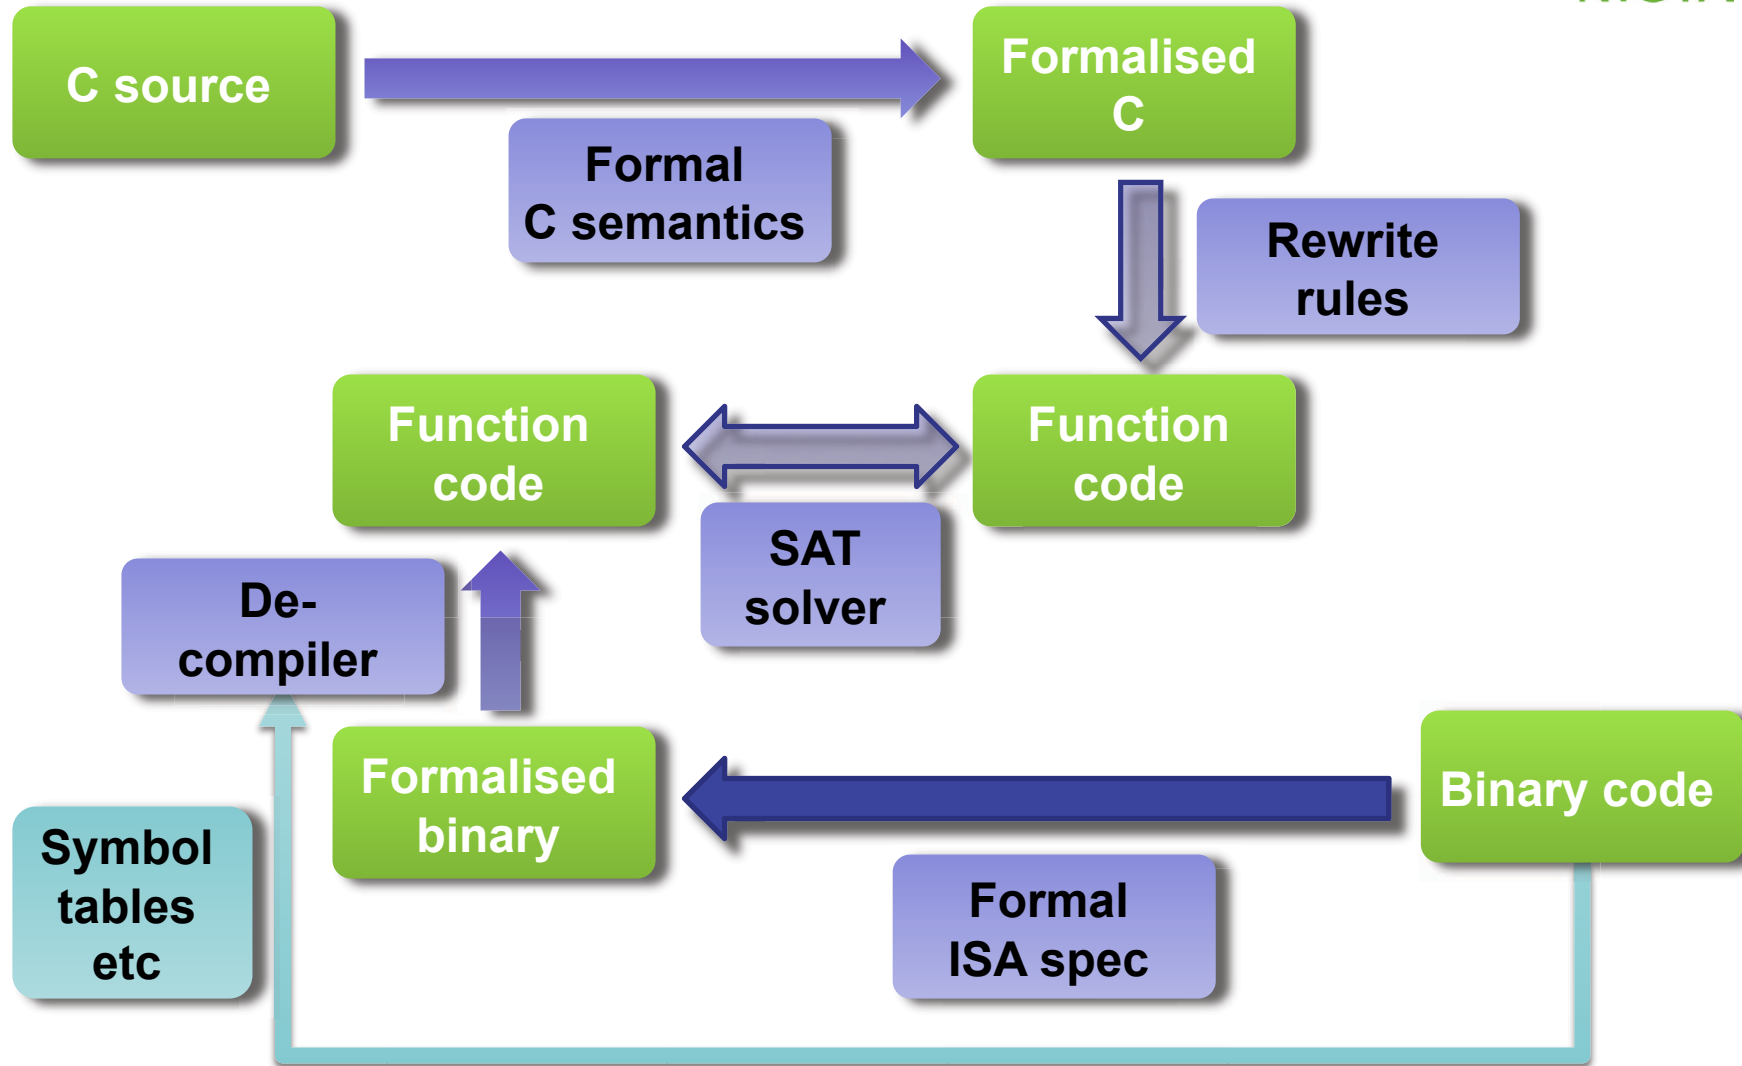 C source
Formalised
C
Formal
C semantics
Rewrite
rules
Function
code
Function
code
SAT
solver
De-
compiler
Formalised
binary
Binary code
Symbol
tables
etc
Formal
ISA spec